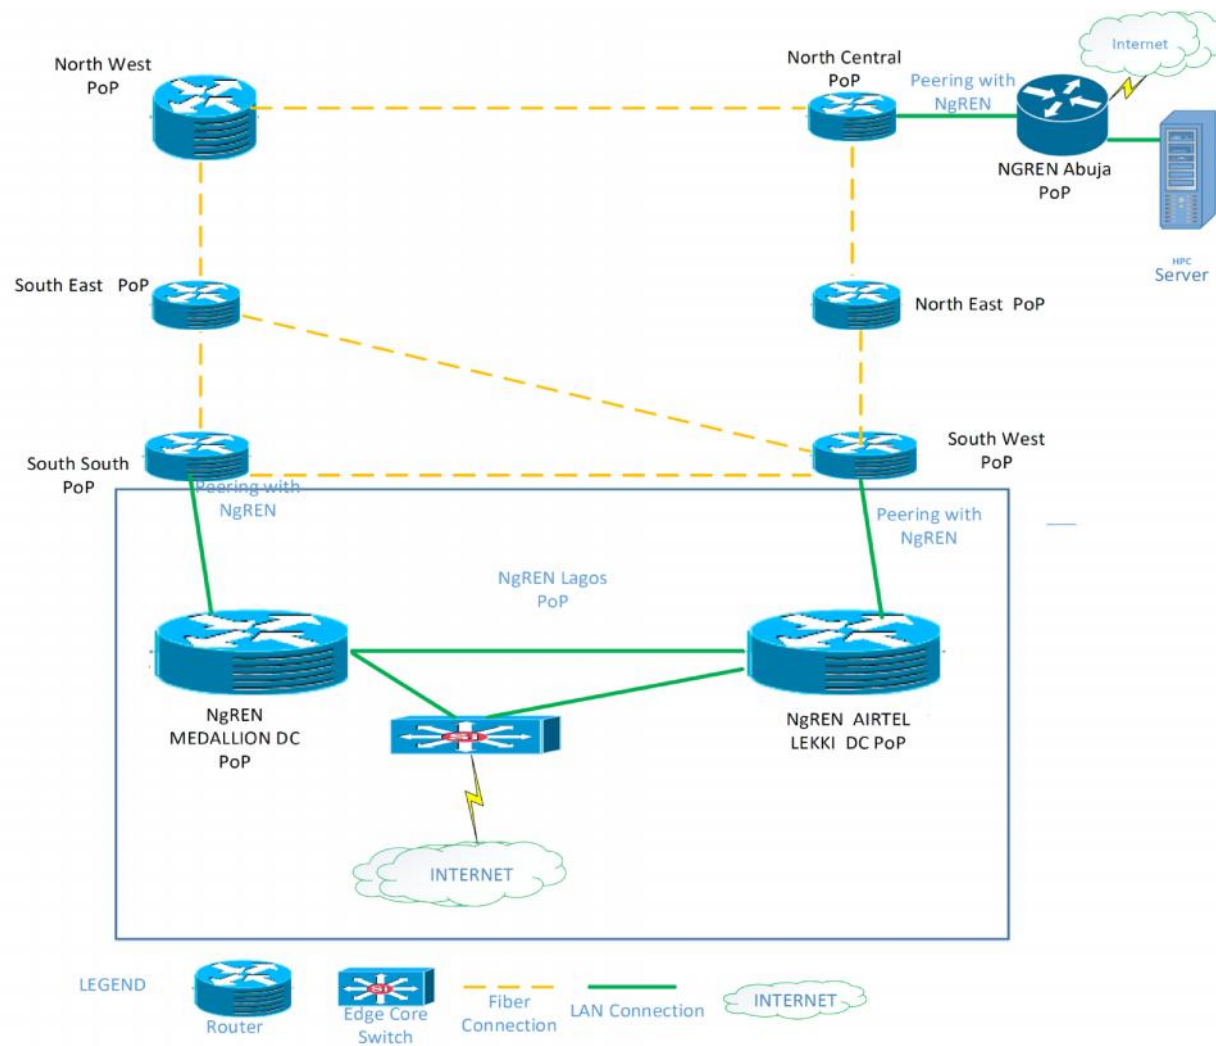 North West
PoP
North Central
PoP
Internet
Peering with
NgREN
NGREN Abuja
PoP
HPC
Server
South East PoP
North East PoP
South South
PoP
South West
PoP
Peering with
NgREN
Peering with
NgREN
NgREN Lagos
PoP
NgREN
MEDALLION DC
PoP
SI
NgREN AIRTEL
LEKKI DC PoP
INTERNET
LEGEND
Router
SI
Edge Core
Switch
Fiber
Connection
LAN Connection
INTERNET